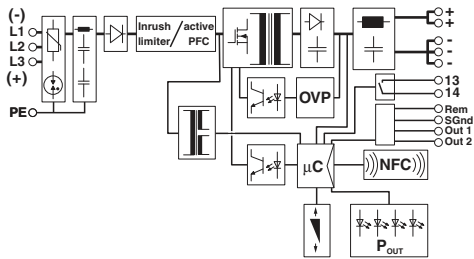 (-)
L1
L2
L3
(+)
PE
Inrush
limiter
active
PFC
+
+
-
-
-
OVP
13
14
Rem
SGnd
Out 1
Out 2
μC
NFC
POUT